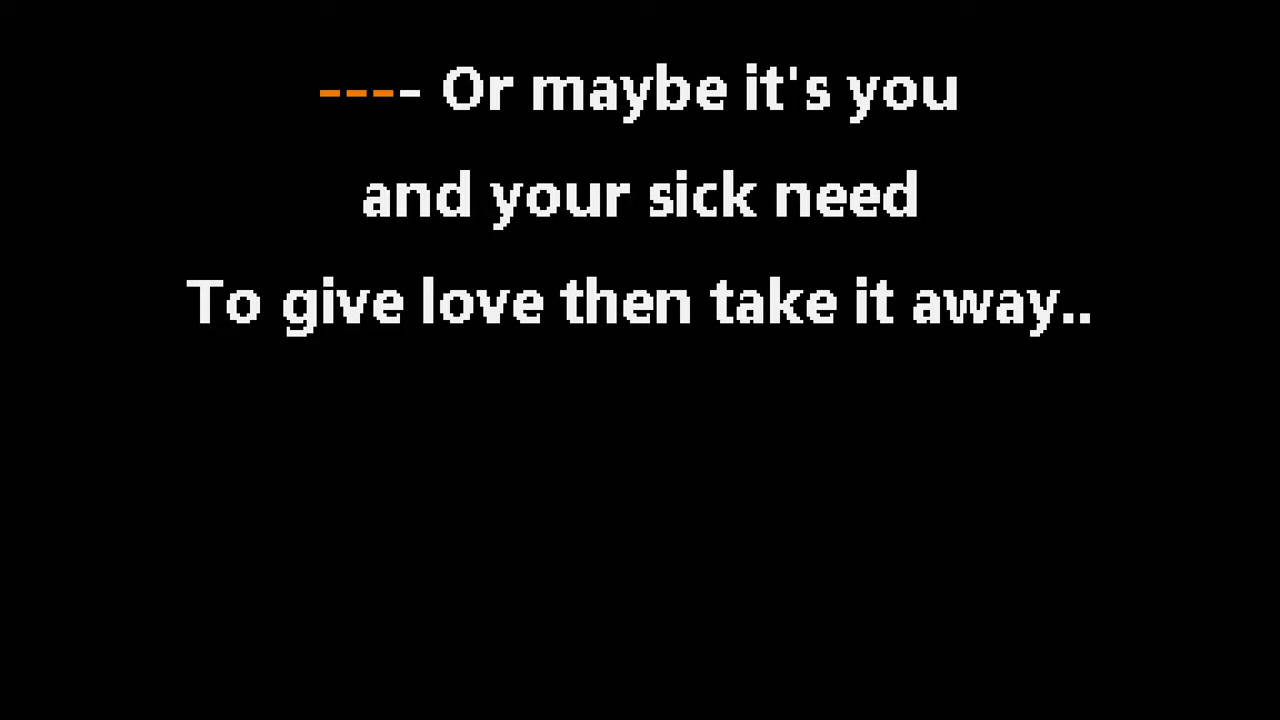 ---- Or maybe it's you
and your sick need
To give love then take it away..